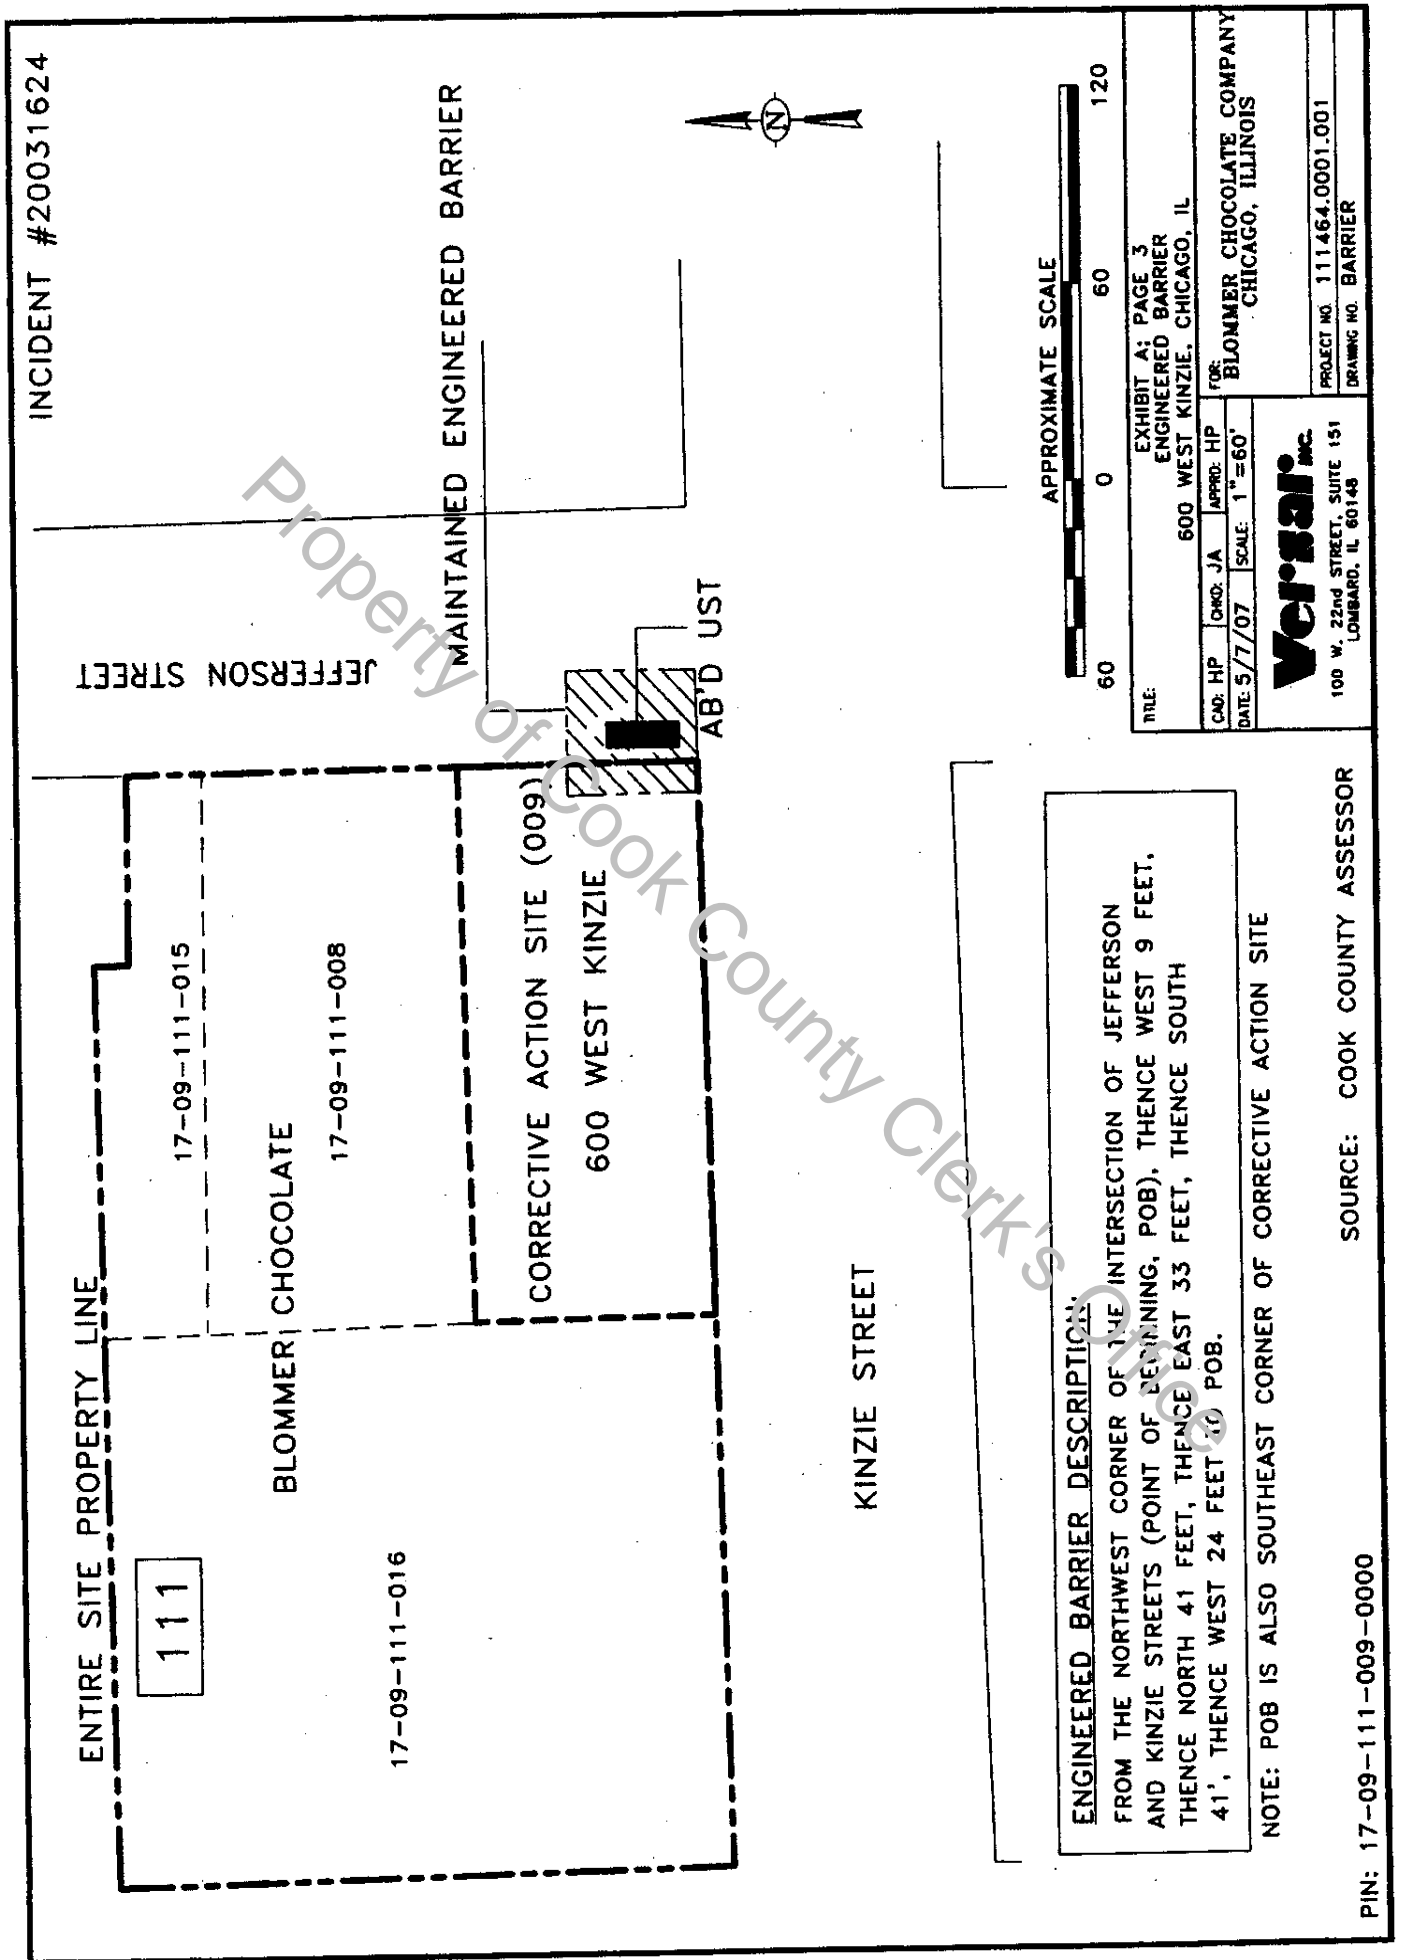 INCIDENT #20031624
ENTIRE SITE PROPERTY LINE
111
17-09-111-015
JEFFERSON STREET
BLOMMER CHOCOLATE
17-09-111-008
17-09-111-016
MAINTAINED ENGINEERED BARRIER
CORRECTIVE ACTION SITE (009)
600 WEST KINZIE
AB'D UST
N
KINZIE STREET
Property of Cook County Clerk's Office
APPROXIMATE SCALE
60 0 60 120
ENGINEERED BARRIER DESCRIPTION.
FROM THE NORTHWEST CORNER OF THE INTERSECTION OF JEFFERSON
AND KINZIE STREETS (POINT OF BEGINNING, POB), THENCE WEST 9 FEET,
THENCE NORTH 41 FEET, THENCE EAST 33 FEET, THENCE SOUTH
41', THENCE WEST 24 FEET TO POB.
NOTE: POB IS ALSO SOUTHEAST CORNER OF CORRECTIVE ACTION SITE
SOURCE: COOK COUNTY ASSESSOR
PIN: 17-09-111-009-0000
TITLE:
EXHIBIT A; PAGE 3
ENGINEERED BARRIER
600 WEST KINZIE, CHICAGO, IL
CAD: HP CHKD: JA APPRD: HP
DATE: 5/7/07 SCALE: 1"=60'
FOR:
BLOMMER CHOCOLATE COMPANY
CHICAGO, ILLINOIS
Versar INC.
100 W. 22nd STREET, SUITE 151
LOMBARD, IL 60148
PROJECT NO. 111464.0001.001
DRAWING NO. BARRIER